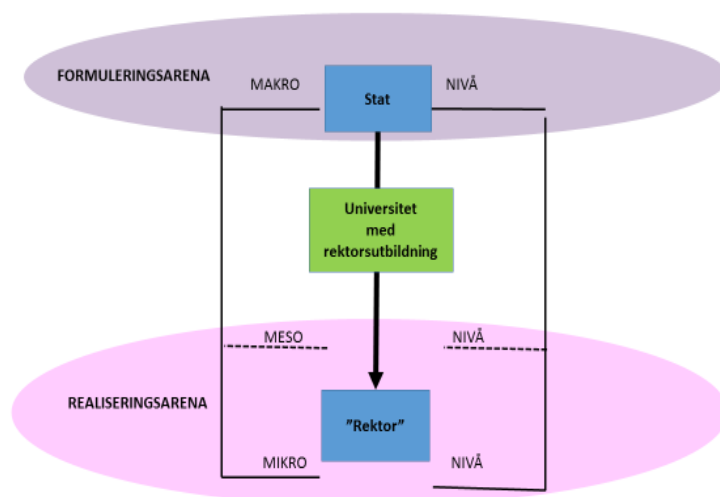 FORMULERINGSARENA
MAKRO
NIVÅ
Stat
Universitet
med
rektorsutbildning
MESO
NIVÅ
REALISERINGSARENA
"Rektor"
MIKRO
NIVÅ